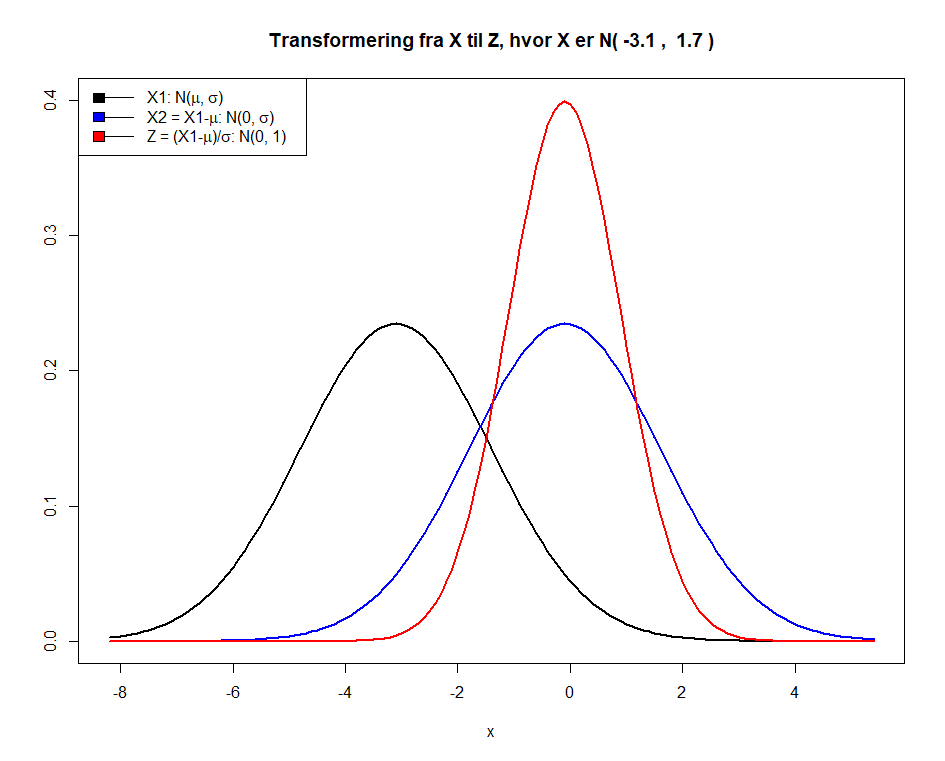 Transformering fra X til Z, hvor X er N( -3.1 ,  1.7 )
X1: N(μ, σ)
X2 = X1-μ: N(0, σ)
Z = (X1-μ)/σ: N(0, 1)
0.4
0.3
0.2
0.1
0.0
-8 -6 -4 -2 0 2 4
x